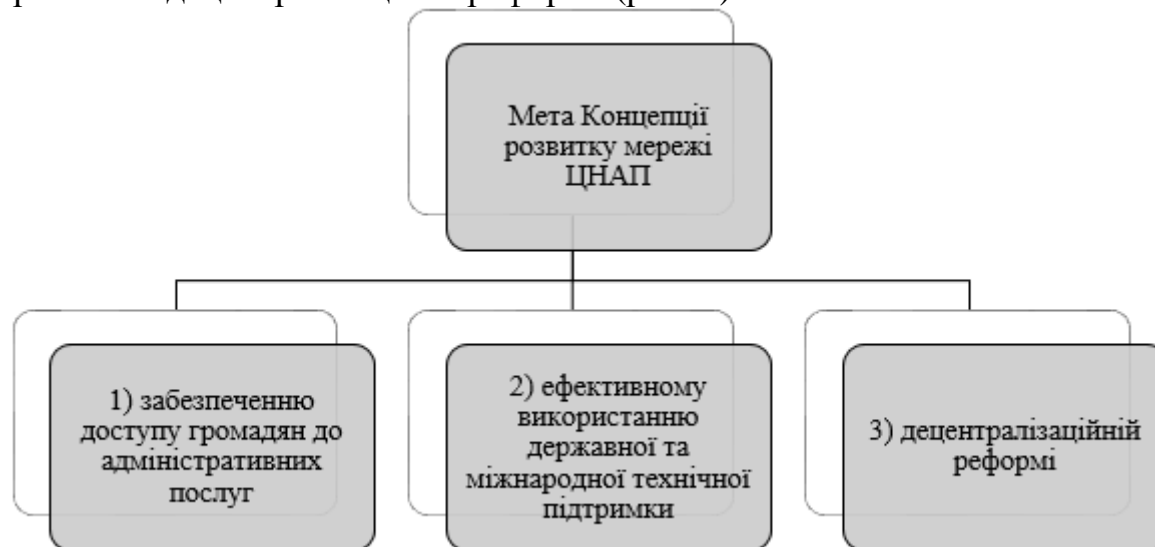 Мета Концепції
розвитку мережі
ЦНАП
1) забезпеченню
доступу громадян до
адміністративних
послуг
2) ефективному
використанню
державної та
міжнародної технічної
підтримки
3) децентралізаційній
реформі